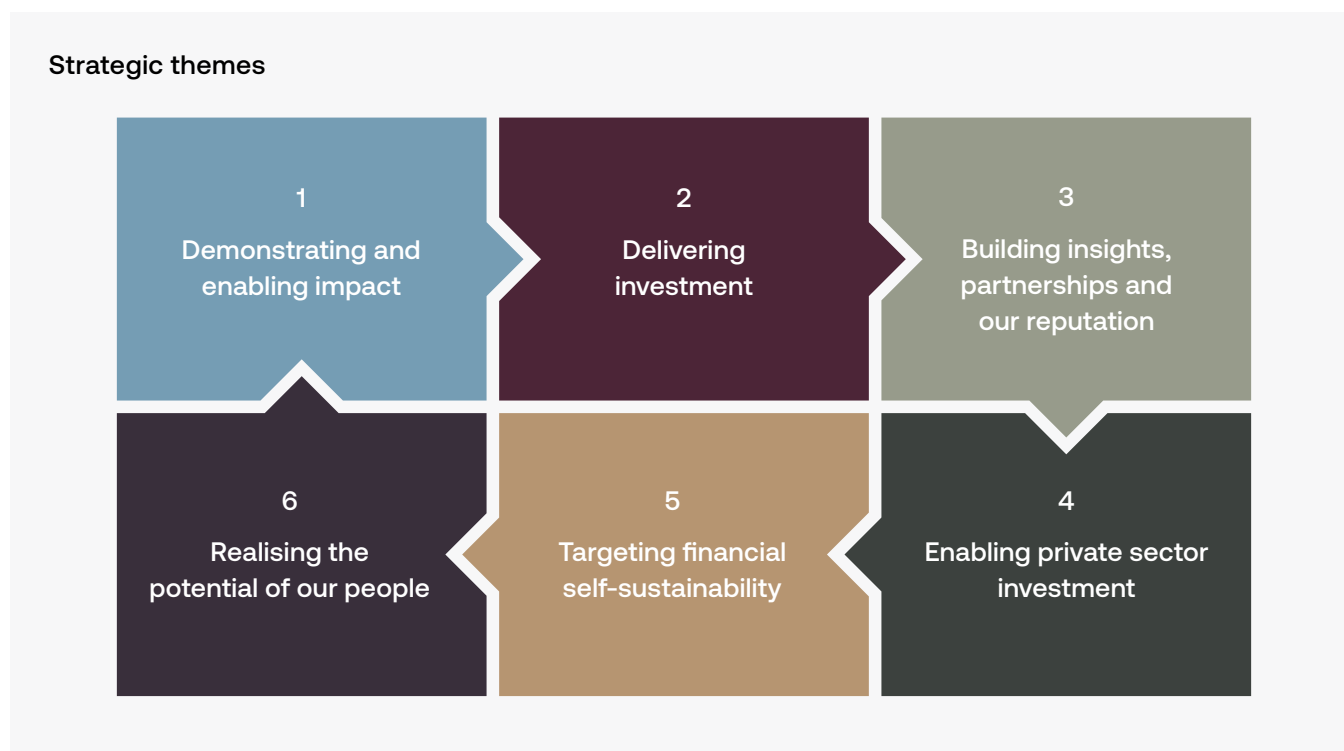 Strategic themes
1
Demonstrating and
enabling impact
2
Delivering
investment
3
Building insights,
partnerships and
our reputation
4
Enabling private sector
investment
5
Targeting financial
self-sustainability
6
Realising the
potential of our people